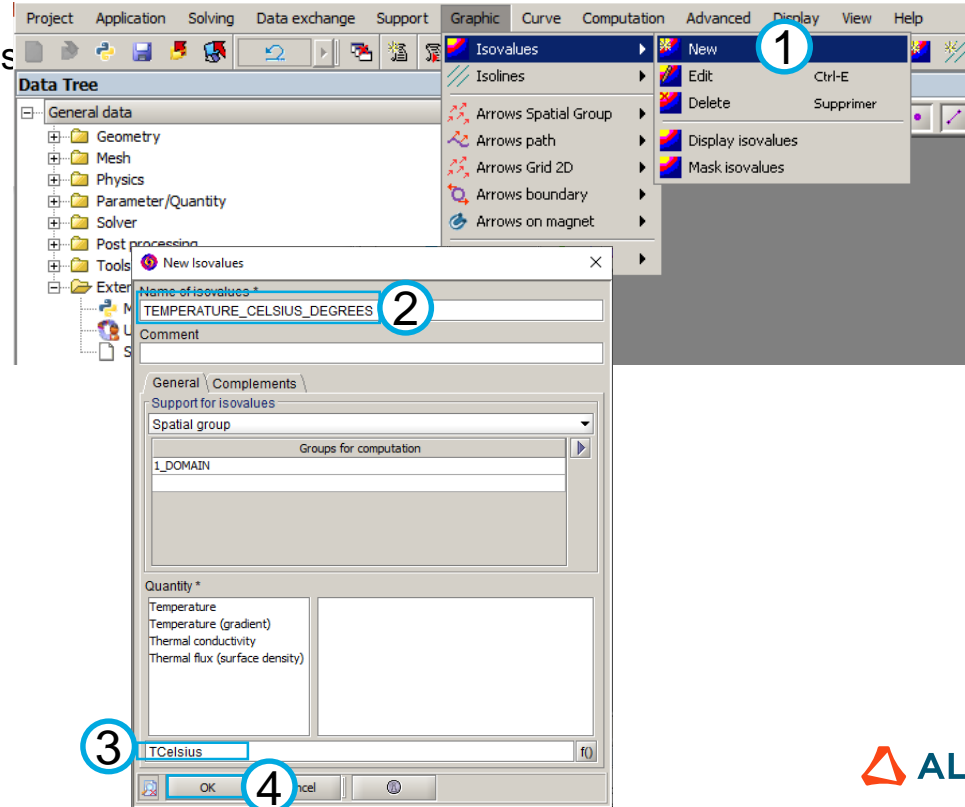 Project Application Solving Data exchange Support Graphic Curve Computation Advanced Display View Help
s
Isovalues
New
1
Isolines
Edit Ctrl-E
Data Tree
Delete Supprimer
General data
Arrows Spatial Group
Geometry
Arrows path
Display isovalues
Mesh
Arrows Grid 2D
Mask isovalues
Physics
Arrows boundary
Parameter/Quantity
Arrows on magnet
Solver
Post processing
Tools
New Isovalues
Exter
Name of isovalues *
M
TEMPERATURE_CELSIUS_DEGREES
2
U
Comment
S
General Complements
Support for isovalues
Spatial group
Groups for computation
1_DOMAIN
Quantity *
Temperature
Temperature (gradient)
Thermal conductivity
Thermal flux (surface density)
3
TCelsius
f()
OK
4
ncel
AL